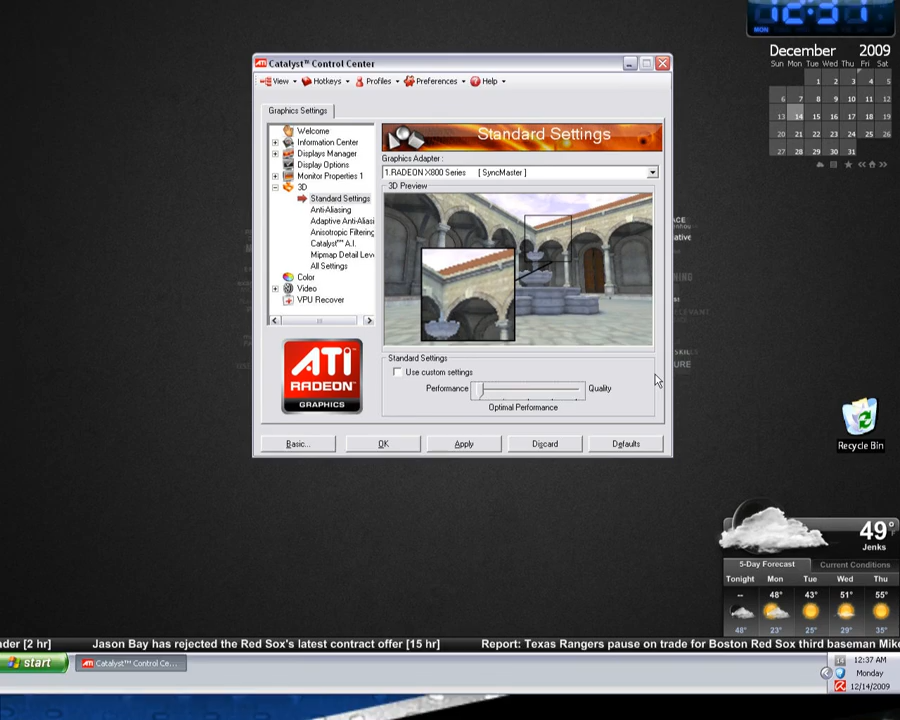 12:37
MON
December 2009
Sun Mon Tue Wed Thu Fri Sat
1 2 3 4 5
6 7 8 9 10 11 12
13 14 15 16 17 18 19
20 21 22 23 24 25 26
27 28 29 30 31
Catalyst™ Control Center
View Hotkeys Profiles Preferences Help
Graphics Settings
Welcome
Information Center
Displays Manager
Display Options
Monitor Properties 1
3D
Standard Settings
Anti-Aliasing
Adaptive Anti-Aliasi
Anisotropic Filtering
Catalyst™ A.I.
Mipmap Detail Leve
All Settings
Color
Video
VPU Recover
ATI
RADEON
GRAPHICS
Standard Settings
Graphics Adapter :
1.RADEON X800 Series [ SyncMaster ]
3D Preview
Standard Settings
Use custom settings
Performance Quality
Optimal Performance
Basic... OK Apply Discard Defaults
Recycle Bin
49°
Jenks
5-Day Forecast Current Conditions
Tonight Mon Tue Wed Thu
-- 48° 43° 51° 55°
48° 23° 25° 29° 35°
ader [2 hr] Jason Bay has rejected the Red Sox's latest contract offer [15 hr] Report: Texas Rangers pause on trade for Boston Red Sox third baseman Mike
start
Catalyst™ Control Ce...
12:37 AM
Monday
12/14/2009